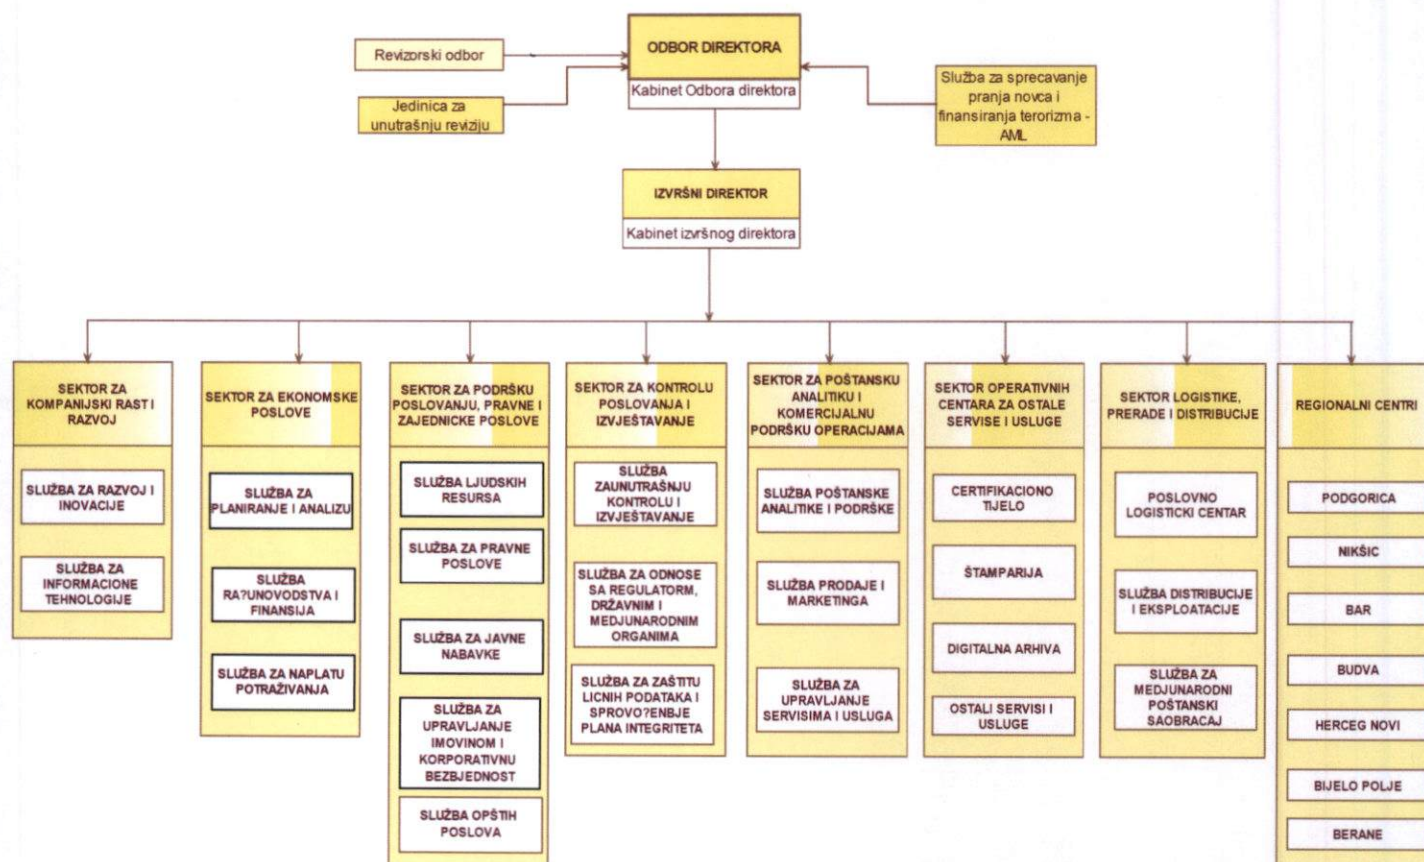 Revizorski odbor
Jedinica za
unutrašnju reviziju
ODBOR DIREKTORA
Kabinet Odbora direktora
Služba za sprecavanje
pranja novca i
finansiranja terorizma -
AML
IZVRŠNI DIREKTOR
Kabinet izvršnog direktora
SEKTOR ZA
KOMPANIJSKI RAST I
RAZVOJ
SLUŽBA ZA RAZVOJ I
INOVACIJE
SLUŽBA ZA
INFORMACIONE
TEHNOLOGIJE
SEKTOR ZA EKONOMSKE
POSLOVE
SLUŽBA ZA
PLANIRANJE I ANALIZU
SLUŽBA
RA?UNOVODSTVA I
FINANSIJA
SLUŽBA ZA NAPLATU
POTRAŽIVANJA
SEKTOR ZA PODRŠKU
POSLOVANJU, PRAVNE I
ZAJEDNICKE POSLOVE
SLUŽBA LJUDSKIH
RESURSA
SLUŽBA ZA PRAVNE
POSLOVE
SLUŽBA ZA JAVNE
NABAVKE
SLUŽBA ZA
UPRAVLJANJE
IMOVINOM I
KORPORATIVNU
BEZBJEDNOST
SLUŽBA OPŠTIH
POSLOVA
SEKTOR ZA KONTROLU
POSLOVANJA I
IZVJEŠTAVANJE
SLUŽBA
ZAUNUTRAŠNJU
KONTROLU I
IZVJEŠTAVANJE
SLUŽBA ZA ODNOSE
SA REGULATORM,
DRŽAVNIM I
MEDJUNARODNIM
ORGANIMA
SLUŽBA ZA ZAŠTITU
LICNIH PODATAKA I
SPROVO?ENBJE
PLANA INTEGRITETA
SEKTOR ZA POŠTANSKU
ANALITIKU I
KOMERCIJALNU
PODRŠKU OPERACIJAMA
SLUŽBA POŠTANSKE
ANALITIKE I PODRŠKE
SLUŽBA PRODAJE I
MARKETINGA
SLUŽBA ZA
UPRAVLJANJE
SERVISIMA I USLUGA
SEKTOR OPERATIVNIH
CENTARA ZA OSTALE
SERVISE I USLUGE
CERTIFIKACIONO
TIJELO
ŠTAMPARIJA
DIGITALNA ARHIVA
OSTALI SERVISI I
USLUGE
SEKTOR LOGISTIKE,
PRERADE I DISTRIBUCIJE
POSLOVNO
LOGISTICKI CENTAR
SLUŽBA DISTRIBUCIJE
I EKSPLOATACIJE
SLUŽBA ZA
MEDJUNARODNI
POŠTANSKI
SAOBRACAJ
REGIONALNI CENTRI
PODGORICA
NIKŠIC
BAR
BUDVA
HERCEG NOVI
BIJELO POLJE
BERANE